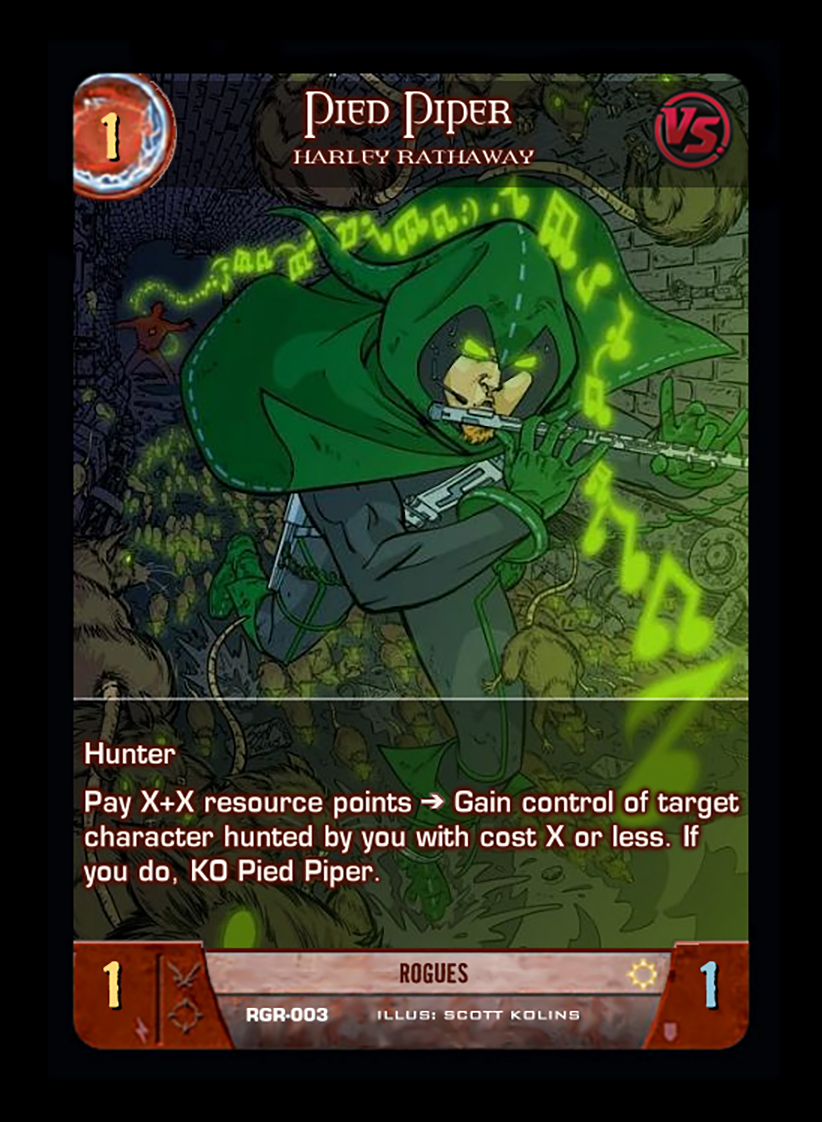 1
PIED PIPER
VS.
HARLEY RATHAWAY
Hunter
Pay X+X resource points ➔ Gain control of target
character hunted by you with cost X or less. If
you do, KO Pied Piper.
1
ROGUES
1
RGR-003 ILLUS: SCOTT KOLINS